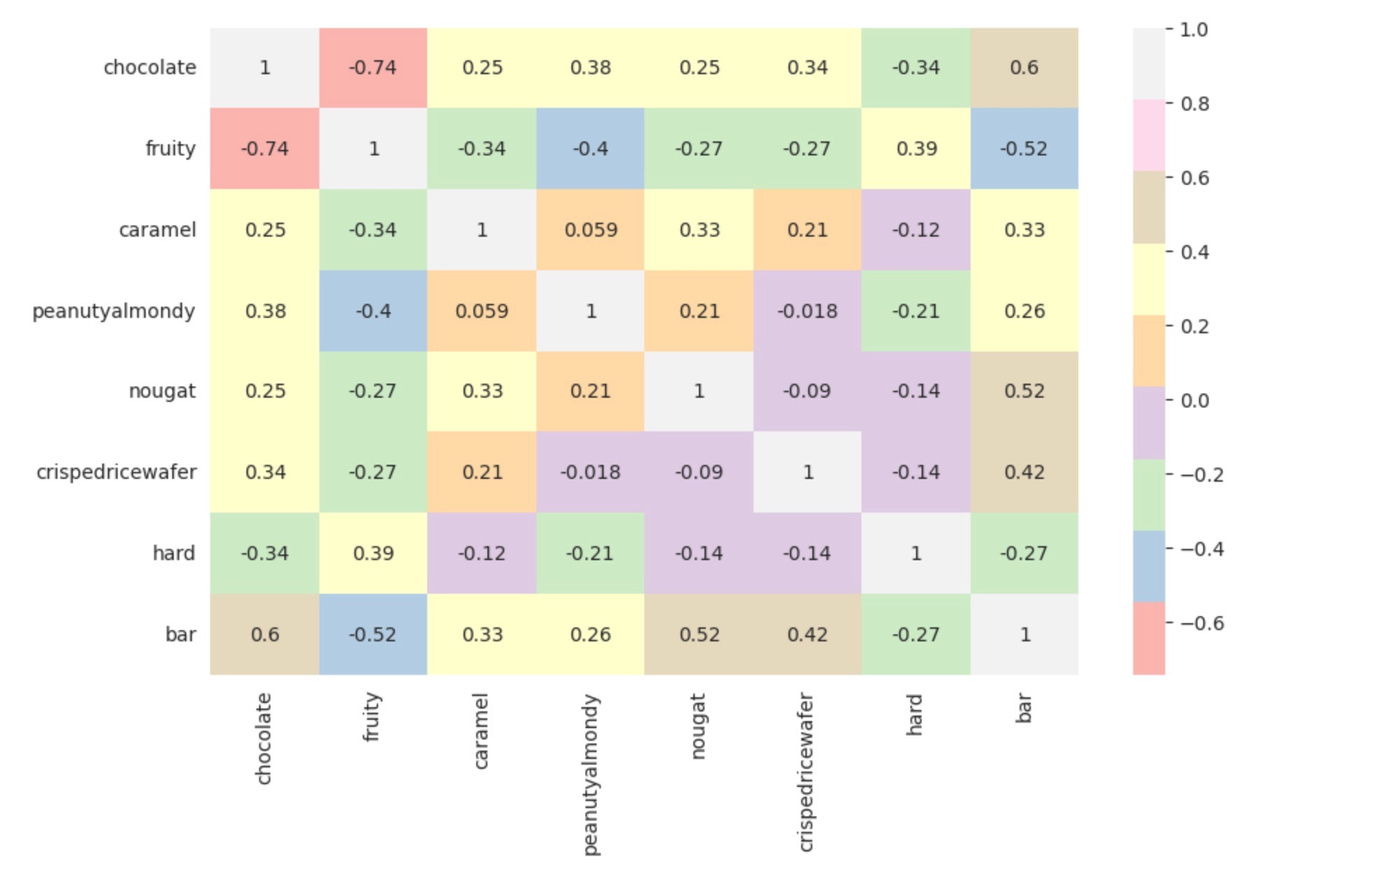 chocolate 1 -0.74 0.25 0.38 0.25 0.34 -0.34 0.6
fruity -0.74 1 -0.34 -0.4 -0.27 -0.27 0.39 -0.52
caramel 0.25 -0.34 1 0.059 0.33 0.21 -0.12 0.33
peanutyalmondy 0.38 -0.4 0.059 1 0.21 -0.018 -0.21 0.26
nougat 0.25 -0.27 0.33 0.21 1 -0.09 -0.14 0.52
crispedricewafer 0.34 -0.27 0.21 -0.018 -0.09 1 -0.14 0.42
hard -0.34 0.39 -0.12 -0.21 -0.14 -0.14 1 -0.27
bar 0.6 -0.52 0.33 0.26 0.52 0.42 -0.27 1
chocolate fruity caramel peanutyalmondy nougat crispedricewafer hard bar
1.0
0.8
0.6
0.4
0.2
0.0
−0.2
−0.4
−0.6